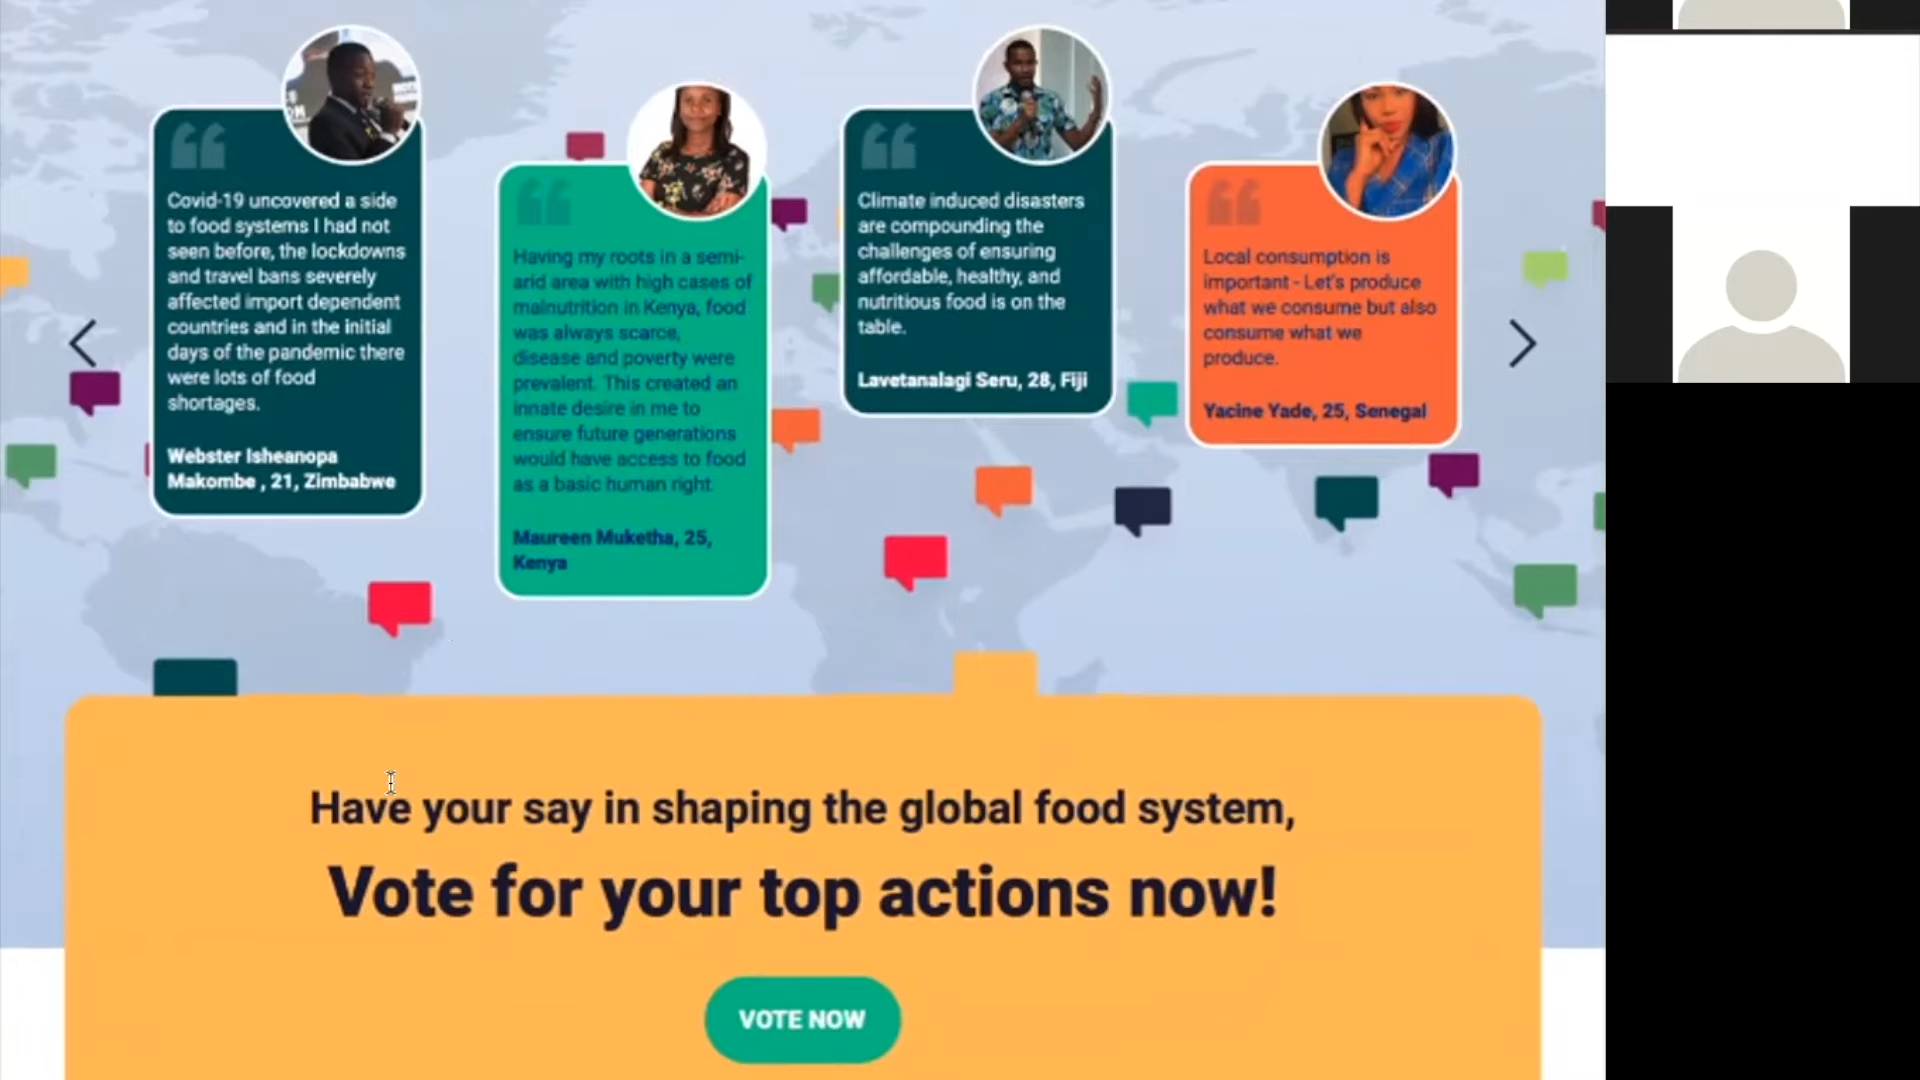 Covid-19 uncovered a side
to food systems I had not
seen before, the lockdowns
and travel bans severely
affected import dependent
countries and in the initial
days of the pandemic there
were lots of food
shortages.
Webster Isheanopa
Makombe , 21, Zimbabwe
Having my roots in a semi-
arid area with high cases of
malnutrition in Kenya, food
was always scarce,
disease and poverty were
prevalent. This created an
innate desire in me to
ensure future generations
would have access to food
as a basic human right.
Maureen Muketha, 25,
Kenya
Climate induced disasters
are compounding the
challenges of ensuring
affordable, healthy, and
nutritious food is on the
table.
Lavetanalagi Seru, 28, Fiji
Local consumption is
important - Let's produce
what we consume but also
consume what we
produce.
Yacine Yade, 25, Senegal
Have your say in shaping the global food system,
Vote for your top actions now!
VOTE NOW